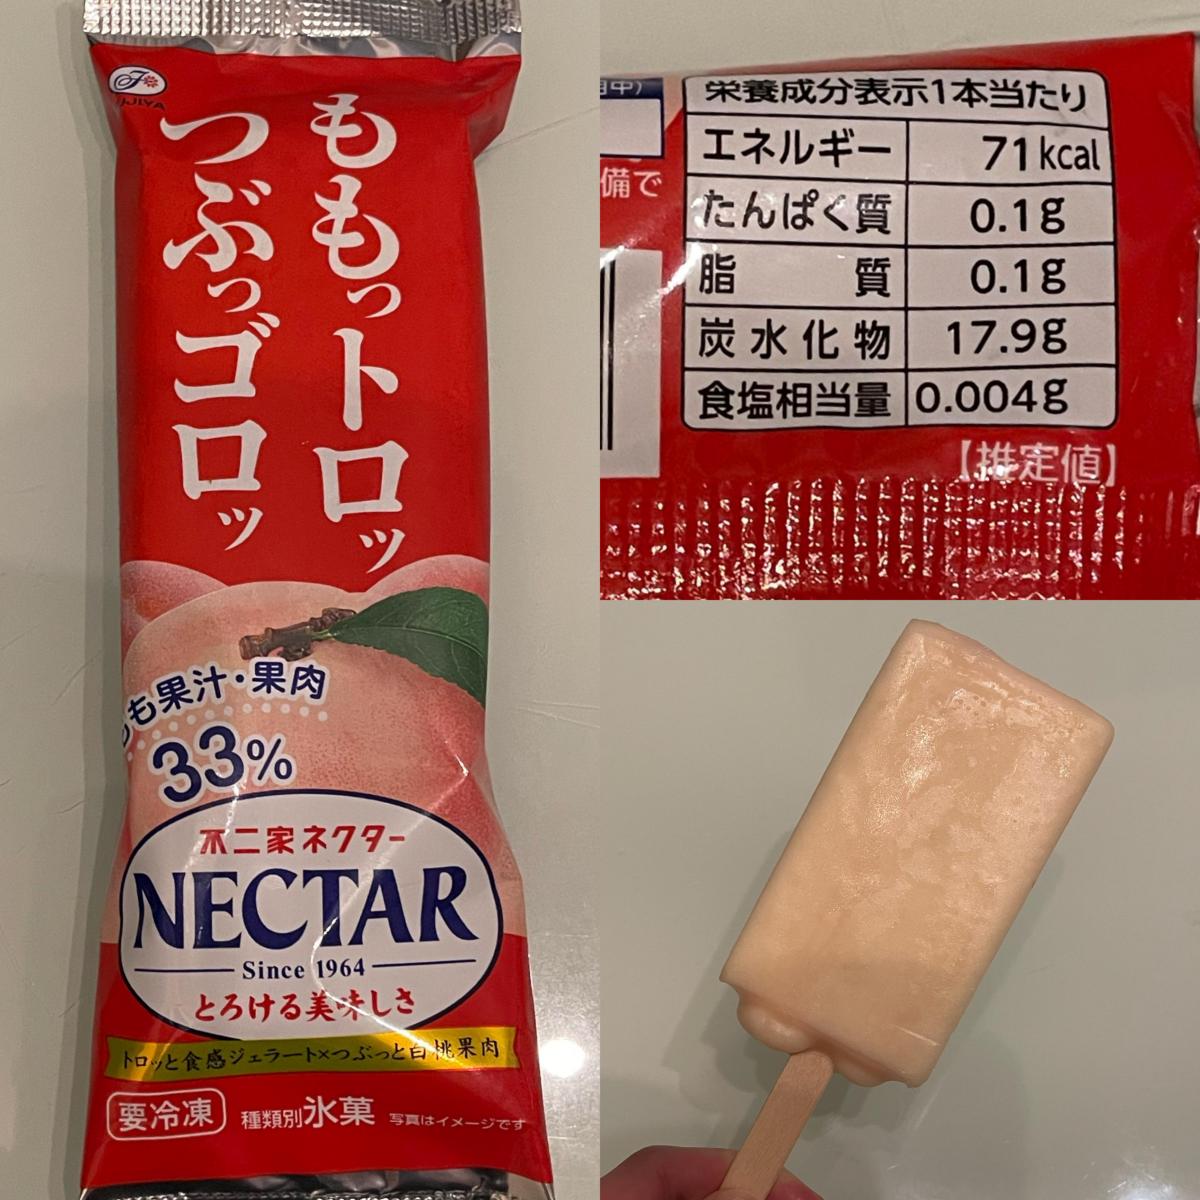 ももっトロッ
つぶっゴロッ
も果汁・果肉
33%
不二家ネクター
NECTAR
Since 1964
とろける美味しさ
トロッと食感ジェラート×つぶっと白桃果肉
要冷凍
種類別氷菓
写真はイメージです
備で
栄養成分表示1本当たり
エネルギー 71kcal
たんぱく質 0.1g
脂質 0.1g
炭水化物 17.9g
食塩相当量 0.004g
【推定値】